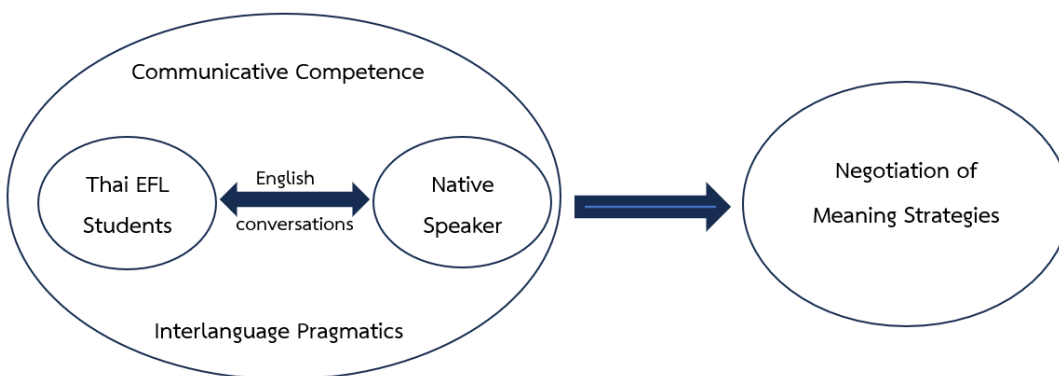 Communicative Competence
Thai EFL
Students
English
conversations
Native
Speaker
Interlanguage Pragmatics
Negotiation of
Meaning Strategies